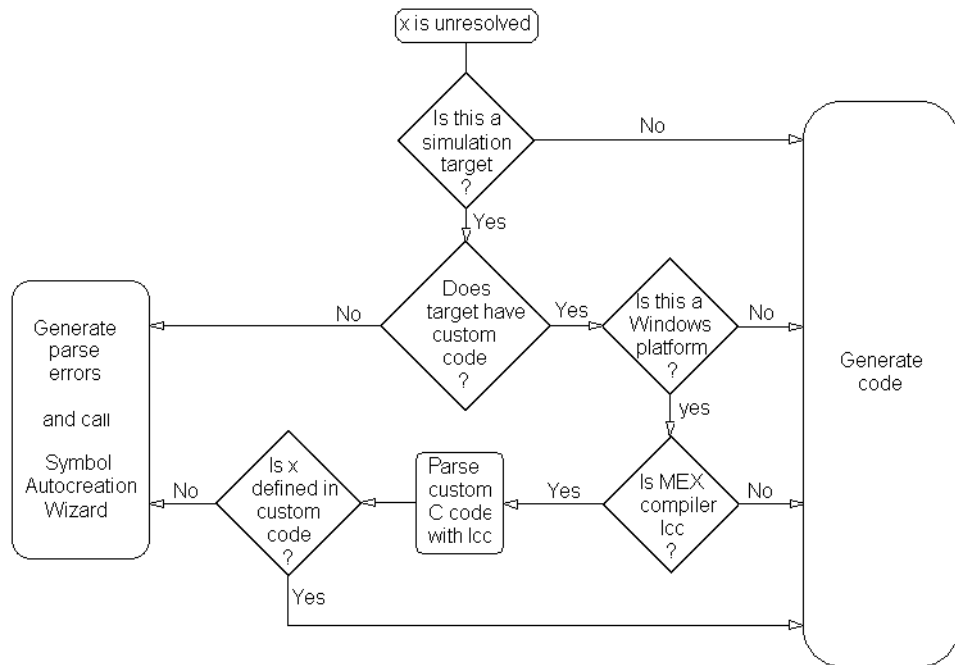 x is unresolved
Is this a
simulation
target
?
No
Yes
Does
target have
custom
code
?
No
Yes
Is this a
Windows
platform
?
No
yes
Generate
parse
errors
and call
Symbol
Autocreation
Wizard
Generate
code
Is MEX
compiler
lcc
?
No
Yes
Parse
custom
C code
with lcc
Is x
defined in
custom
code
?
No
Yes